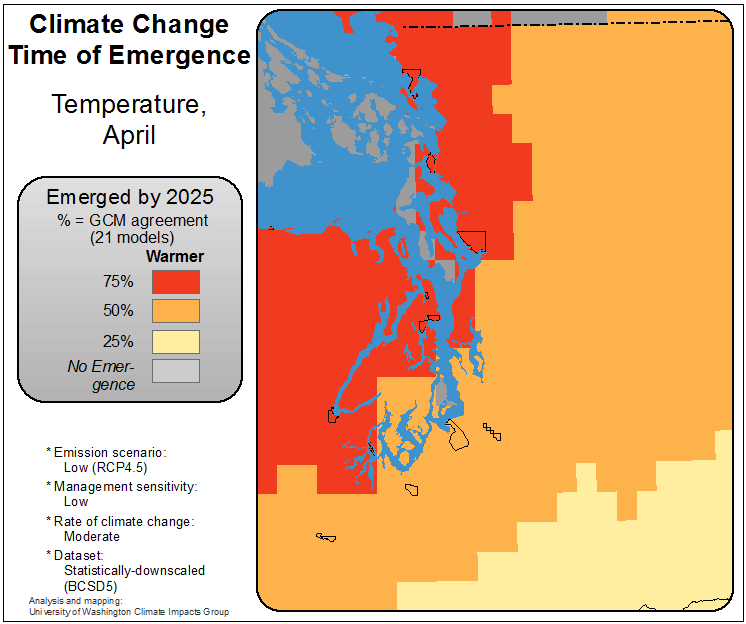 Climate Change
Time of Emergence
Temperature,
April
Emerged by 2025
% = GCM agreement
(21 models)
Warmer
75%
50%
25%
No Emer-
gence
* Emission scenario:
Low (RCP4.5)
* Management sensitivity:
Low
* Rate of climate change:
Moderate
* Dataset:
Statistically-downscaled
(BCSD5)
Analysis and mapping:
University of Washington Climate Impacts Group